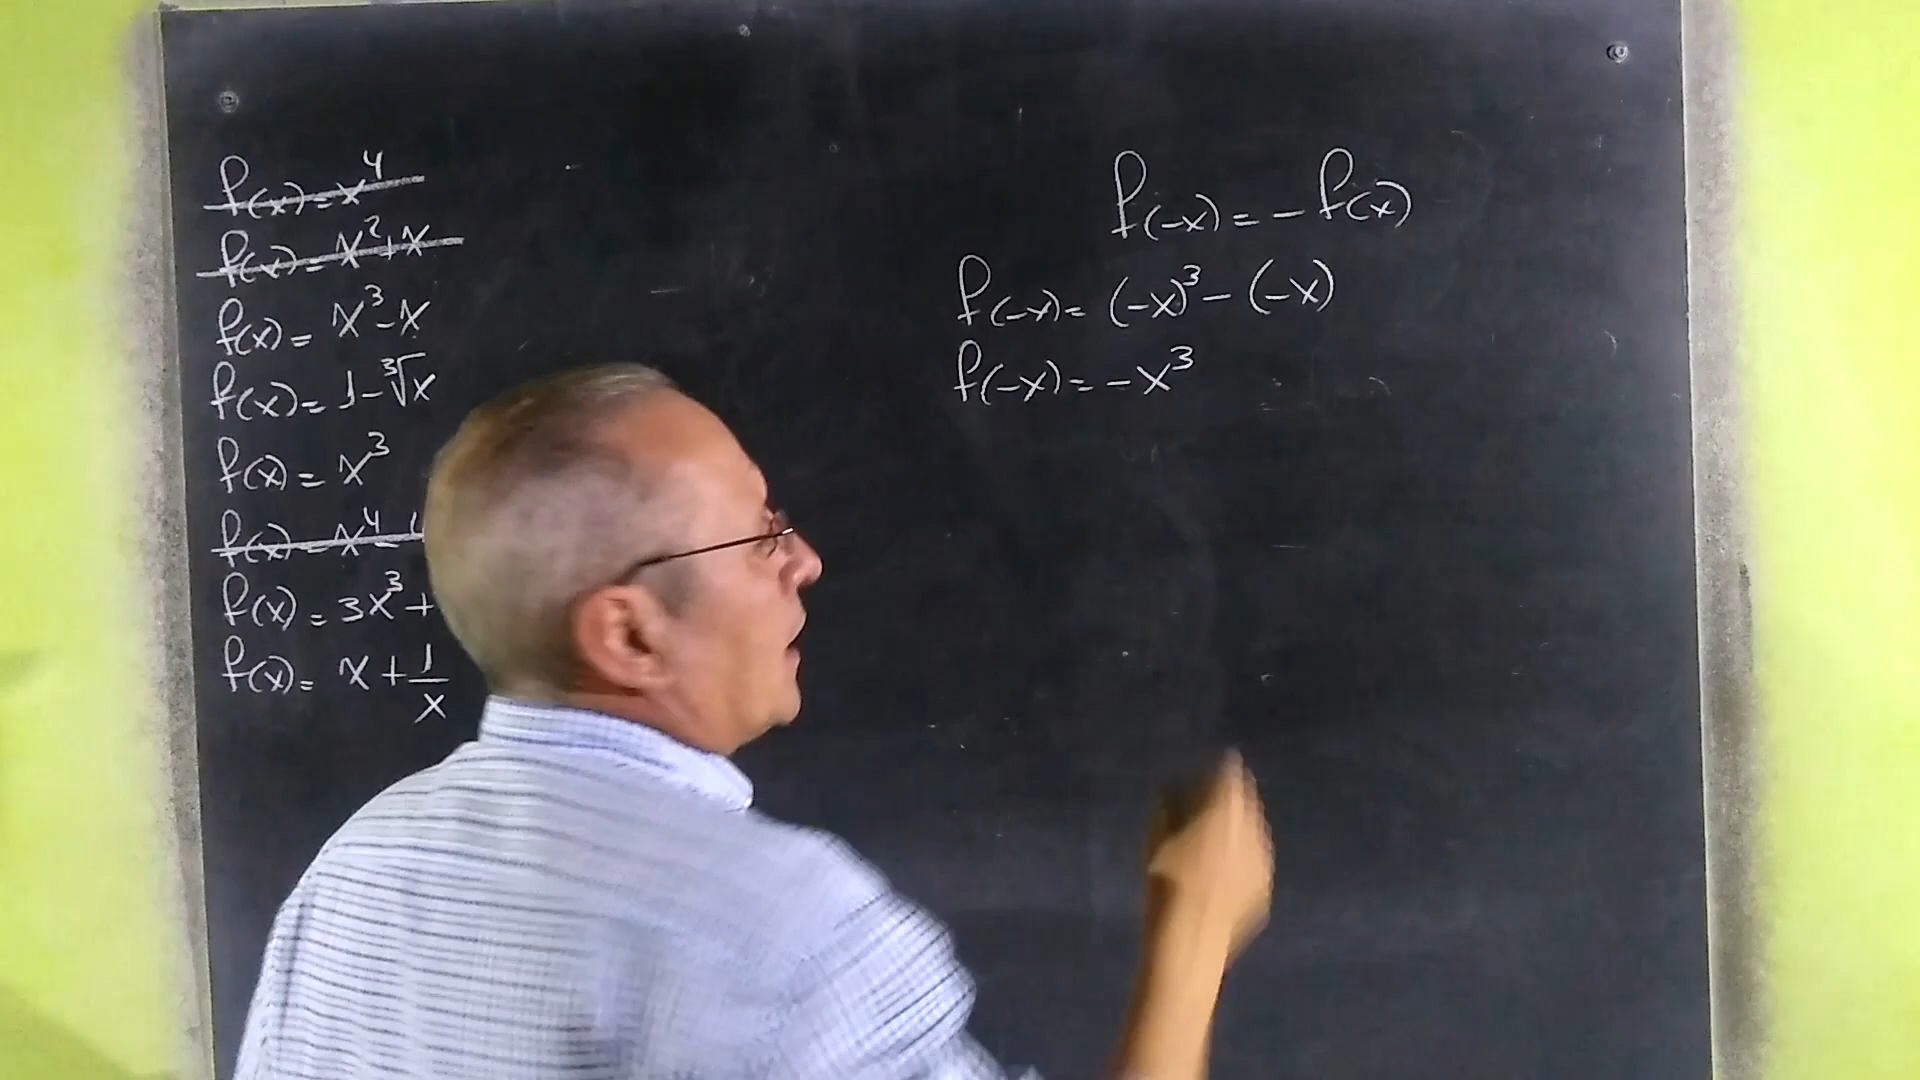 f(x) = x⁴
f(x) = x²+x
f(x) = x³-x
f(x) = 1-∛x
f(x) = x³
f(x) = x⁴-
f(x) = 3x³+
f(x) = x+1/x
f(-x) = -f(x)
f(-x) = (-x)³-(-x)
f(-x) = -x³